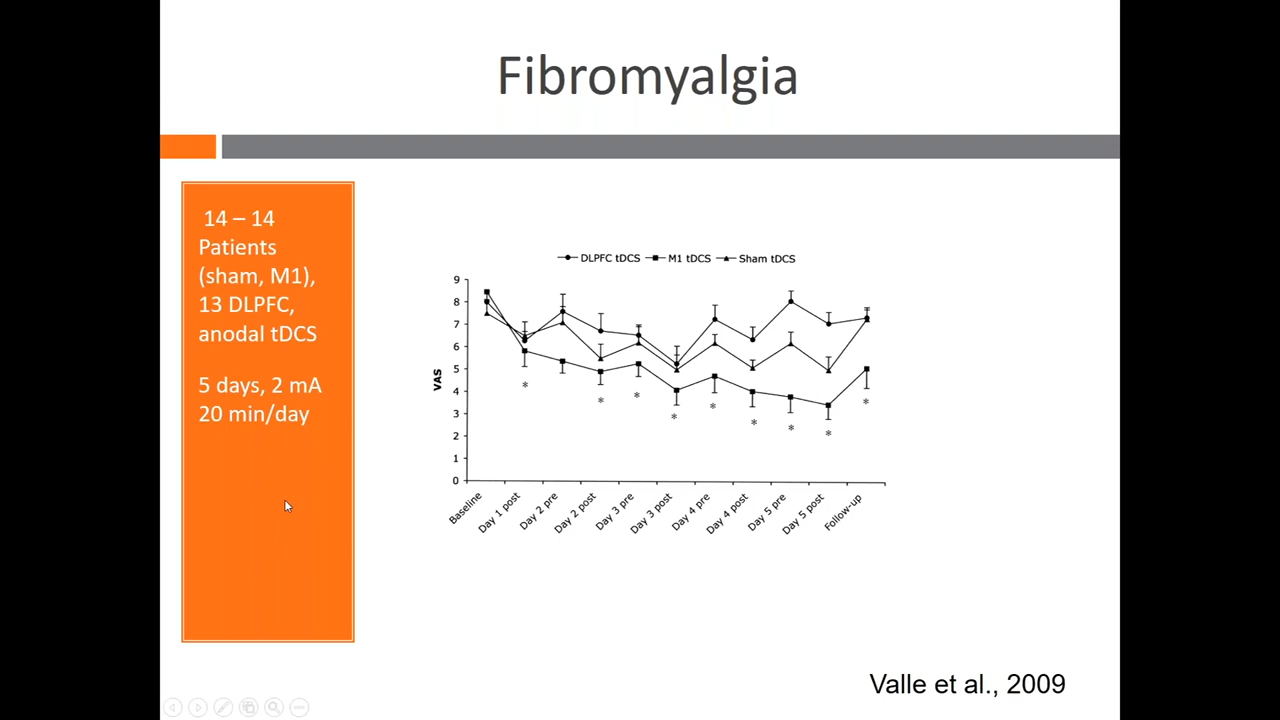 Fibromyalgia
14 – 14
Patients
(sham, M1),
13 DLPFC,
anodal tDCS
5 days, 2 mA
20 min/day
DLPFC tDCS M1 tDCS Sham tDCS
9
8
7
6
5
4
3
2
1
0
VAS
* * * * * * * * *
Baseline
Day 1 post
Day 2 pre
Day 2 post
Day 3 pre
Day 3 post
Day 4 pre
Day 4 post
Day 5 pre
Day 5 post
Follow-up
Valle et al., 2009